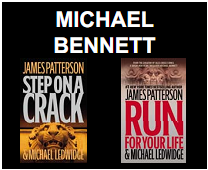 MICHAEL
BENNETT
JAMES PATTERSON
STEP ON A
CRACK
& MICHAEL LEDWIDGE
JAMES PATTERSON
RUN
FOR YOUR LIFE
& MICHAEL LEDWIDGE